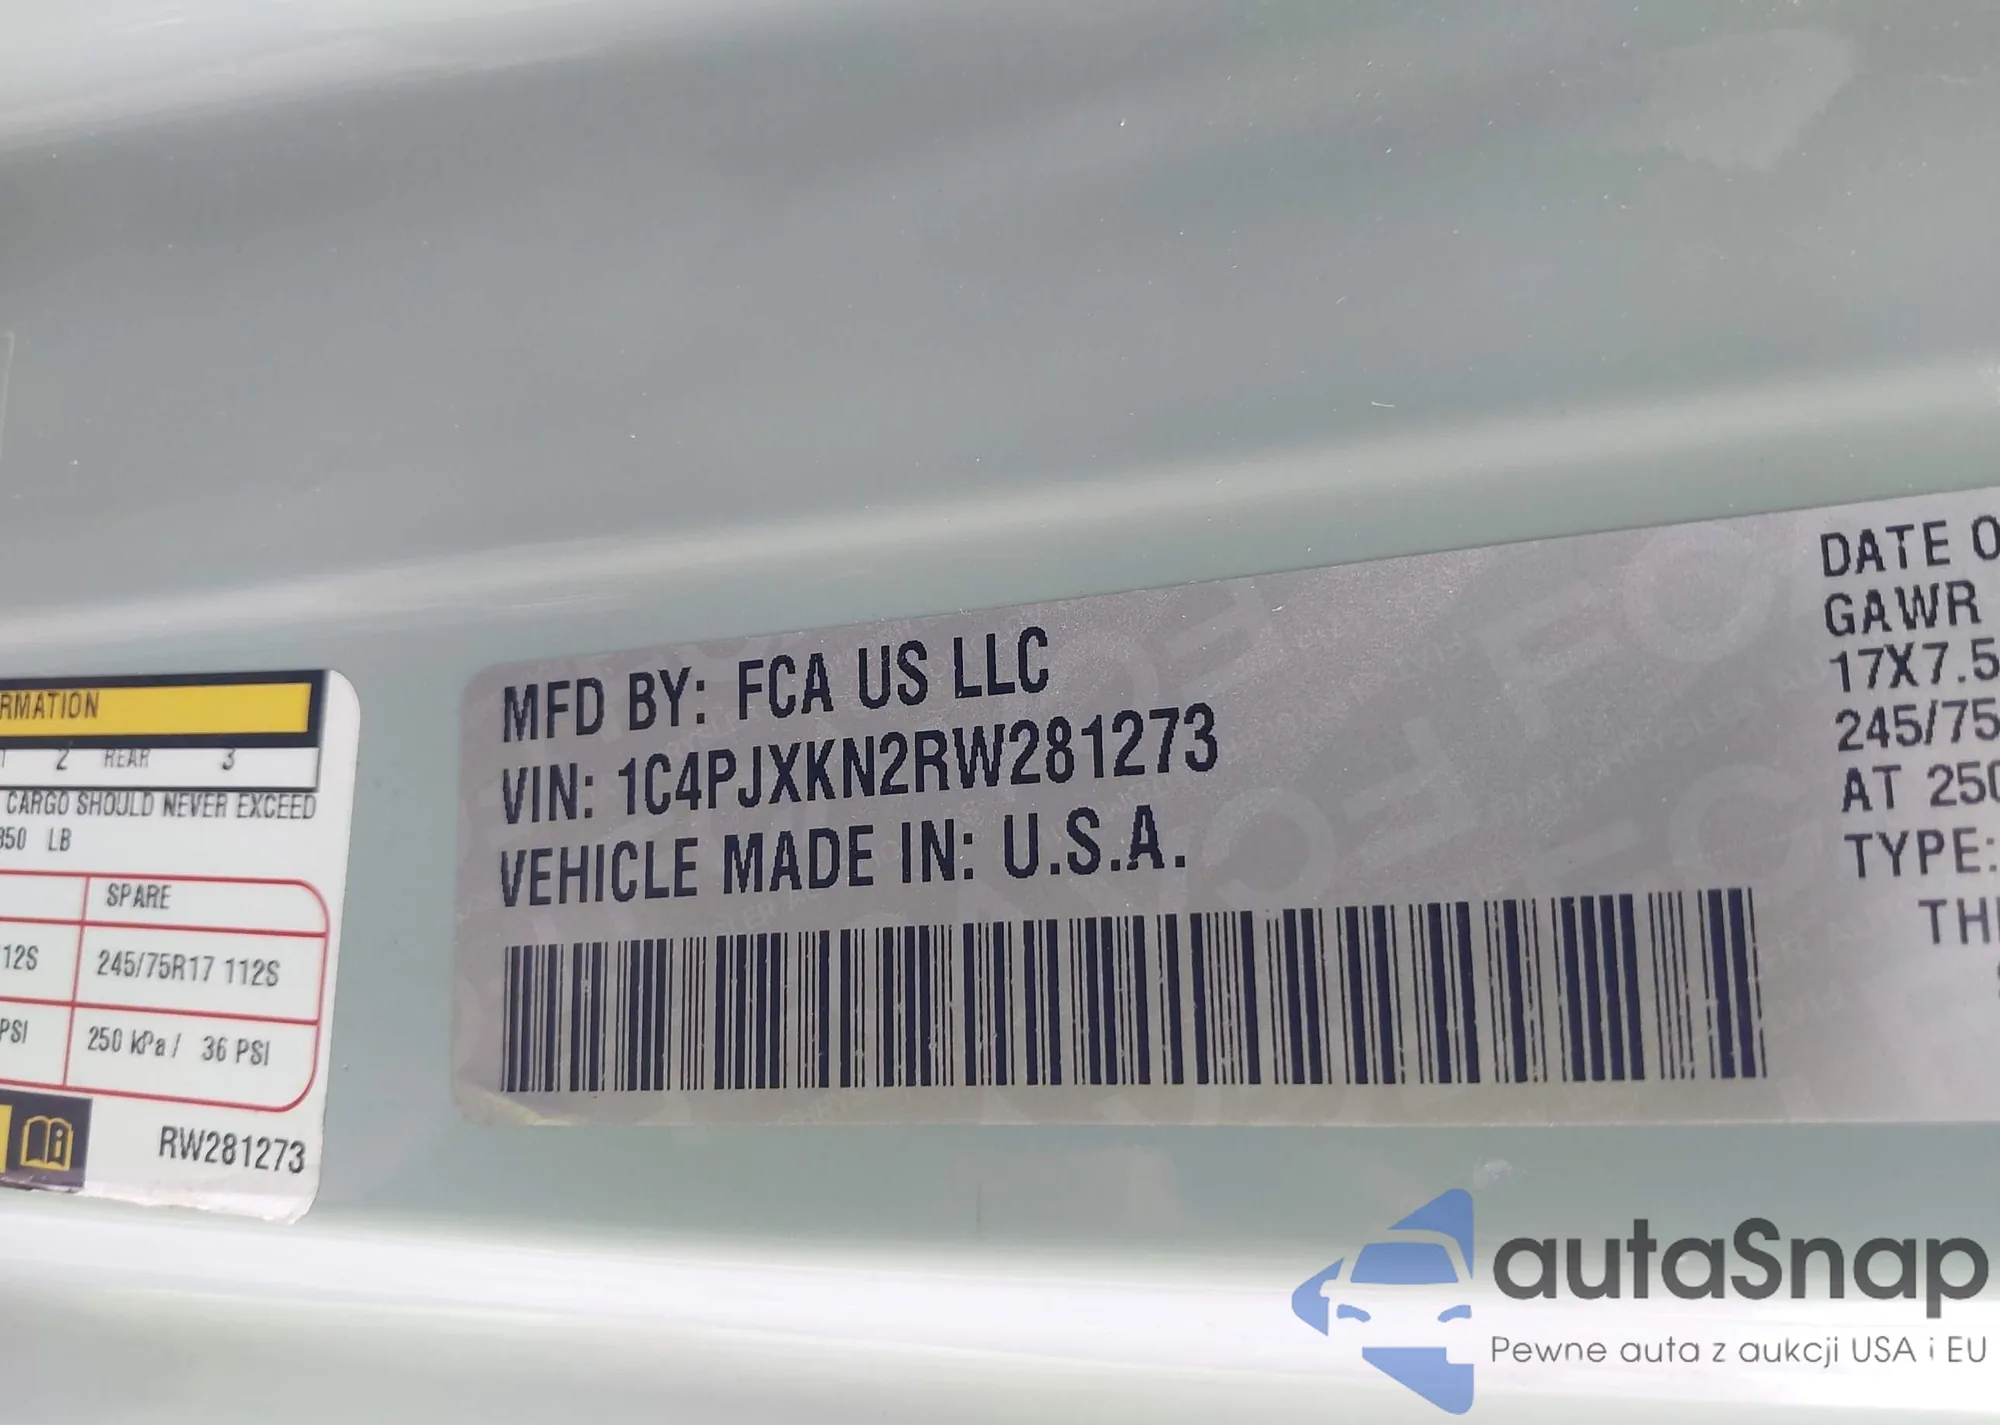 RMATION
2 REAR 3
CARGO SHOULD NEVER EXCEED
350 LB
SPARE
112S 245/75R17 112S
PSI 250 kPa / 36 PSI
RW281273
MFD BY: FCA US LLC
VIN: 1C4PJXKN2RW281273
VEHICLE MADE IN: U.S.A.
DATE O
GAWR
17X7.5
245/75
AT 250
TYPE:
autaSnap
Pewne auta z aukcji USA i EU